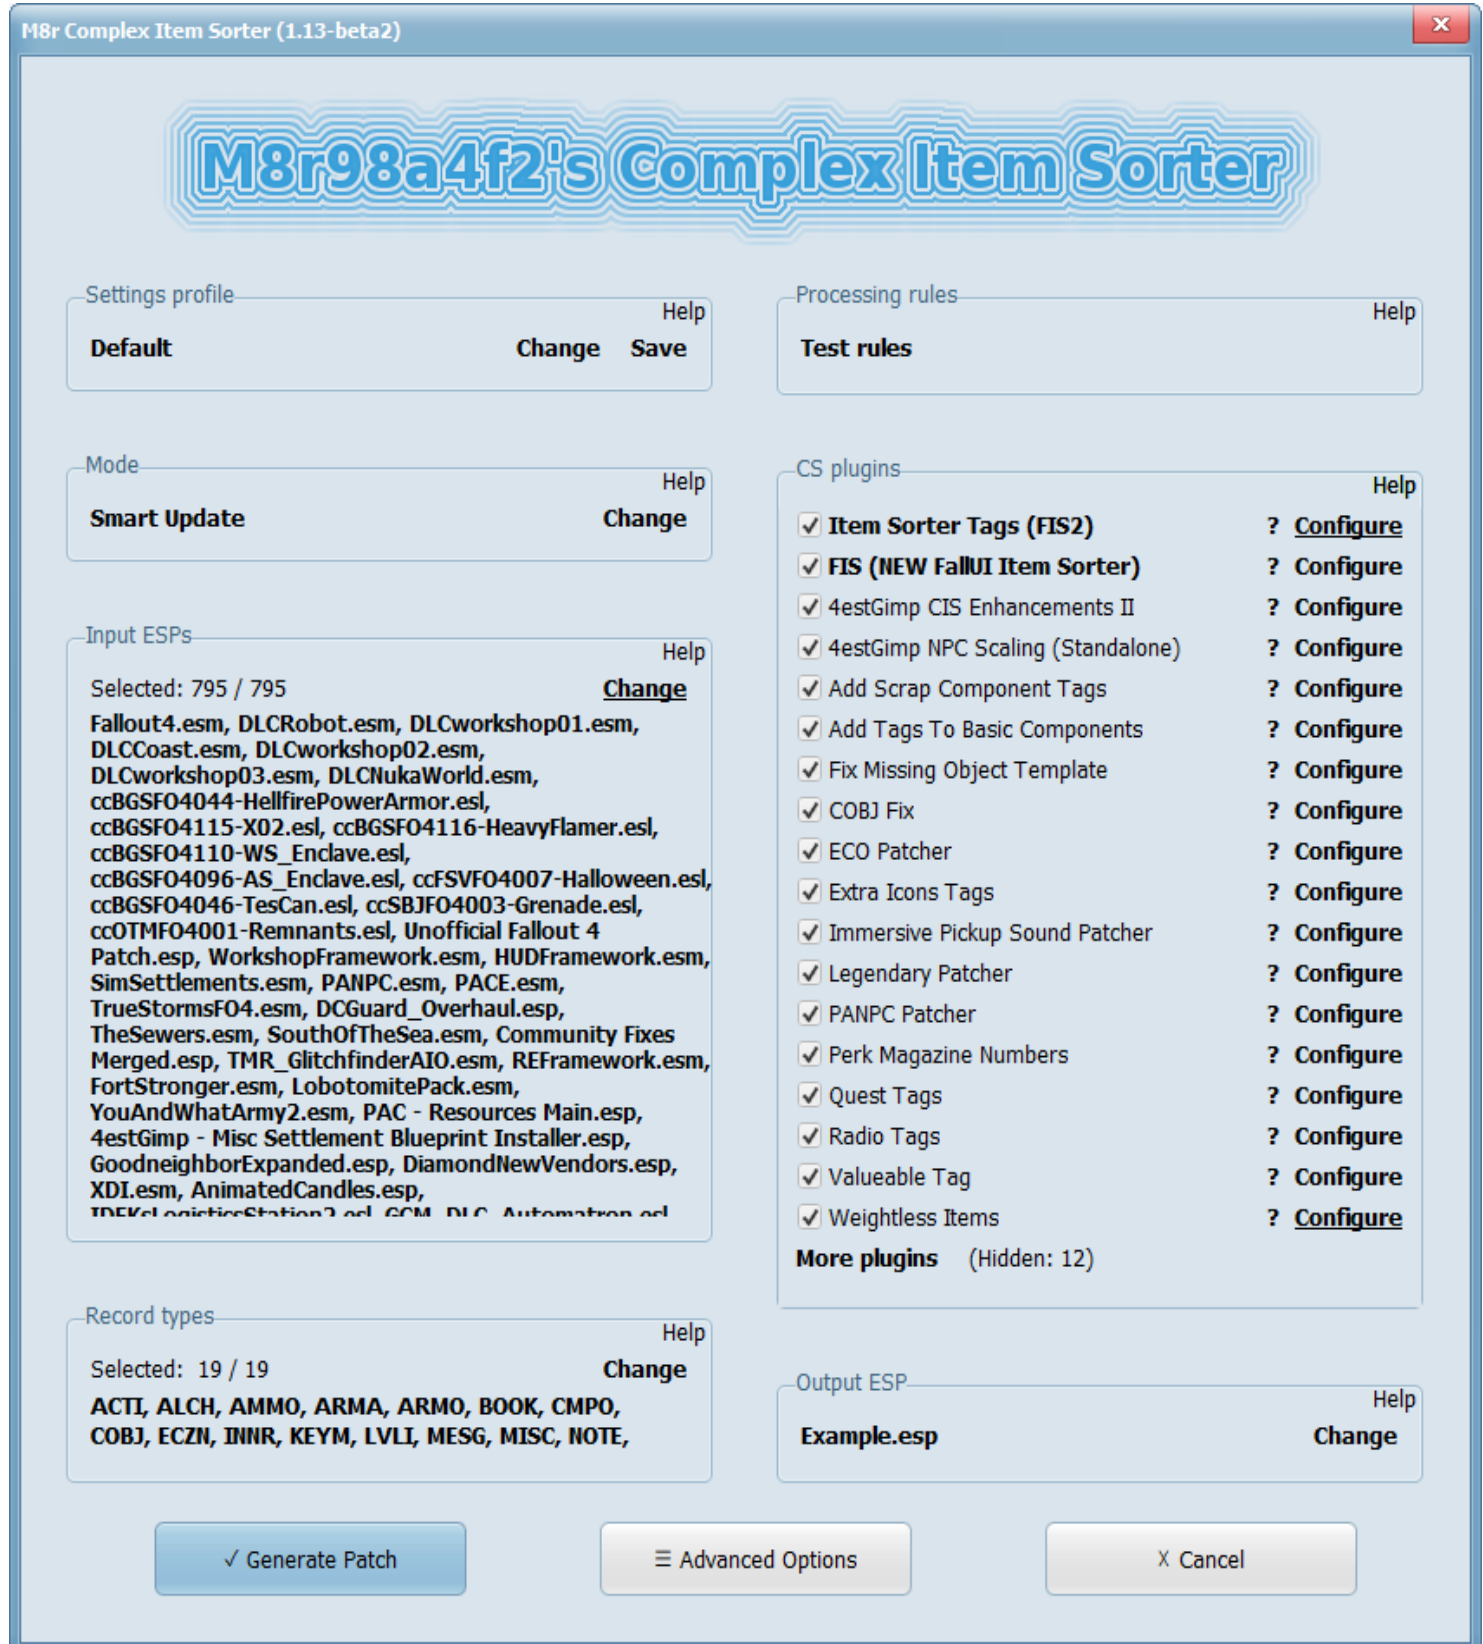 M8r Complex Item Sorter (1.13-beta2)
x
M8r98a4f2's Complex Item Sorter
Settings profile
Help
Default Change Save
Mode
Help
Smart Update Change
Input ESPs
Help
Selected: 795 / 795 Change
Fallout4.esm, DLCRobot.esm, DLCworkshop01.esm,
DLCCoast.esm, DLCworkshop02.esm,
DLCworkshop03.esm, DLCNukaWorld.esm,
ccBGSFO4044-HellfirePowerArmor.esl,
ccBGSFO4115-X02.esl, ccBGSFO4116-HeavyFlamer.esl,
ccBGSFO4110-WS_Enclave.esl,
ccBGSFO4096-AS_Enclave.esl, ccFSVFO4007-Halloween.esl,
ccBGSFO4046-TesCan.esl, ccSBJFO4003-Grenade.esl,
ccOTMFO4001-Remnants.esl, Unofficial Fallout 4
Patch.esp, WorkshopFramework.esm, HUDFramework.esm,
SimSettlements.esm, PANPC.esm, PACE.esm,
TrueStormsFO4.esm, DCGuard_Overhaul.esp,
TheSewers.esm, SouthOfTheSea.esm, Community Fixes
Merged.esp, TMR_GlitchfinderAIO.esm, REFramework.esm,
FortStronger.esm, LobotomitePack.esm,
YouAndWhatArmy2.esm, PAC - Resources Main.esp,
4estGimp - Misc Settlement Blueprint Installer.esp,
GoodneighborExpanded.esp, DiamondNewVendors.esp,
XDI.esm, AnimatedCandles.esp,
IDEKsLogisticsStation2.esl, GCM_DLC_Automatron.esl
Record types
Help
Selected: 19 / 19 Change
ACTI, ALCH, AMMO, ARMA, ARMO, BOOK, CMPO,
COBJ, ECZN, INNR, KEYM, LVLI, MESG, MISC, NOTE,
Processing rules
Help
Test rules
CS plugins
Help
Item Sorter Tags (FIS2) ? Configure
FIS (NEW FallUI Item Sorter) ? Configure
4estGimp CIS Enhancements II ? Configure
4estGimp NPC Scaling (Standalone) ? Configure
Add Scrap Component Tags ? Configure
Add Tags To Basic Components ? Configure
Fix Missing Object Template ? Configure
COBJ Fix ? Configure
ECO Patcher ? Configure
Extra Icons Tags ? Configure
Immersive Pickup Sound Patcher ? Configure
Legendary Patcher ? Configure
PANPC Patcher ? Configure
Perk Magazine Numbers ? Configure
Quest Tags ? Configure
Radio Tags ? Configure
Valueable Tag ? Configure
Weightless Items ? Configure
More plugins (Hidden: 12)
Output ESP
Help
Example.esp Change
✓ Generate Patch
☰ Advanced Options
X Cancel